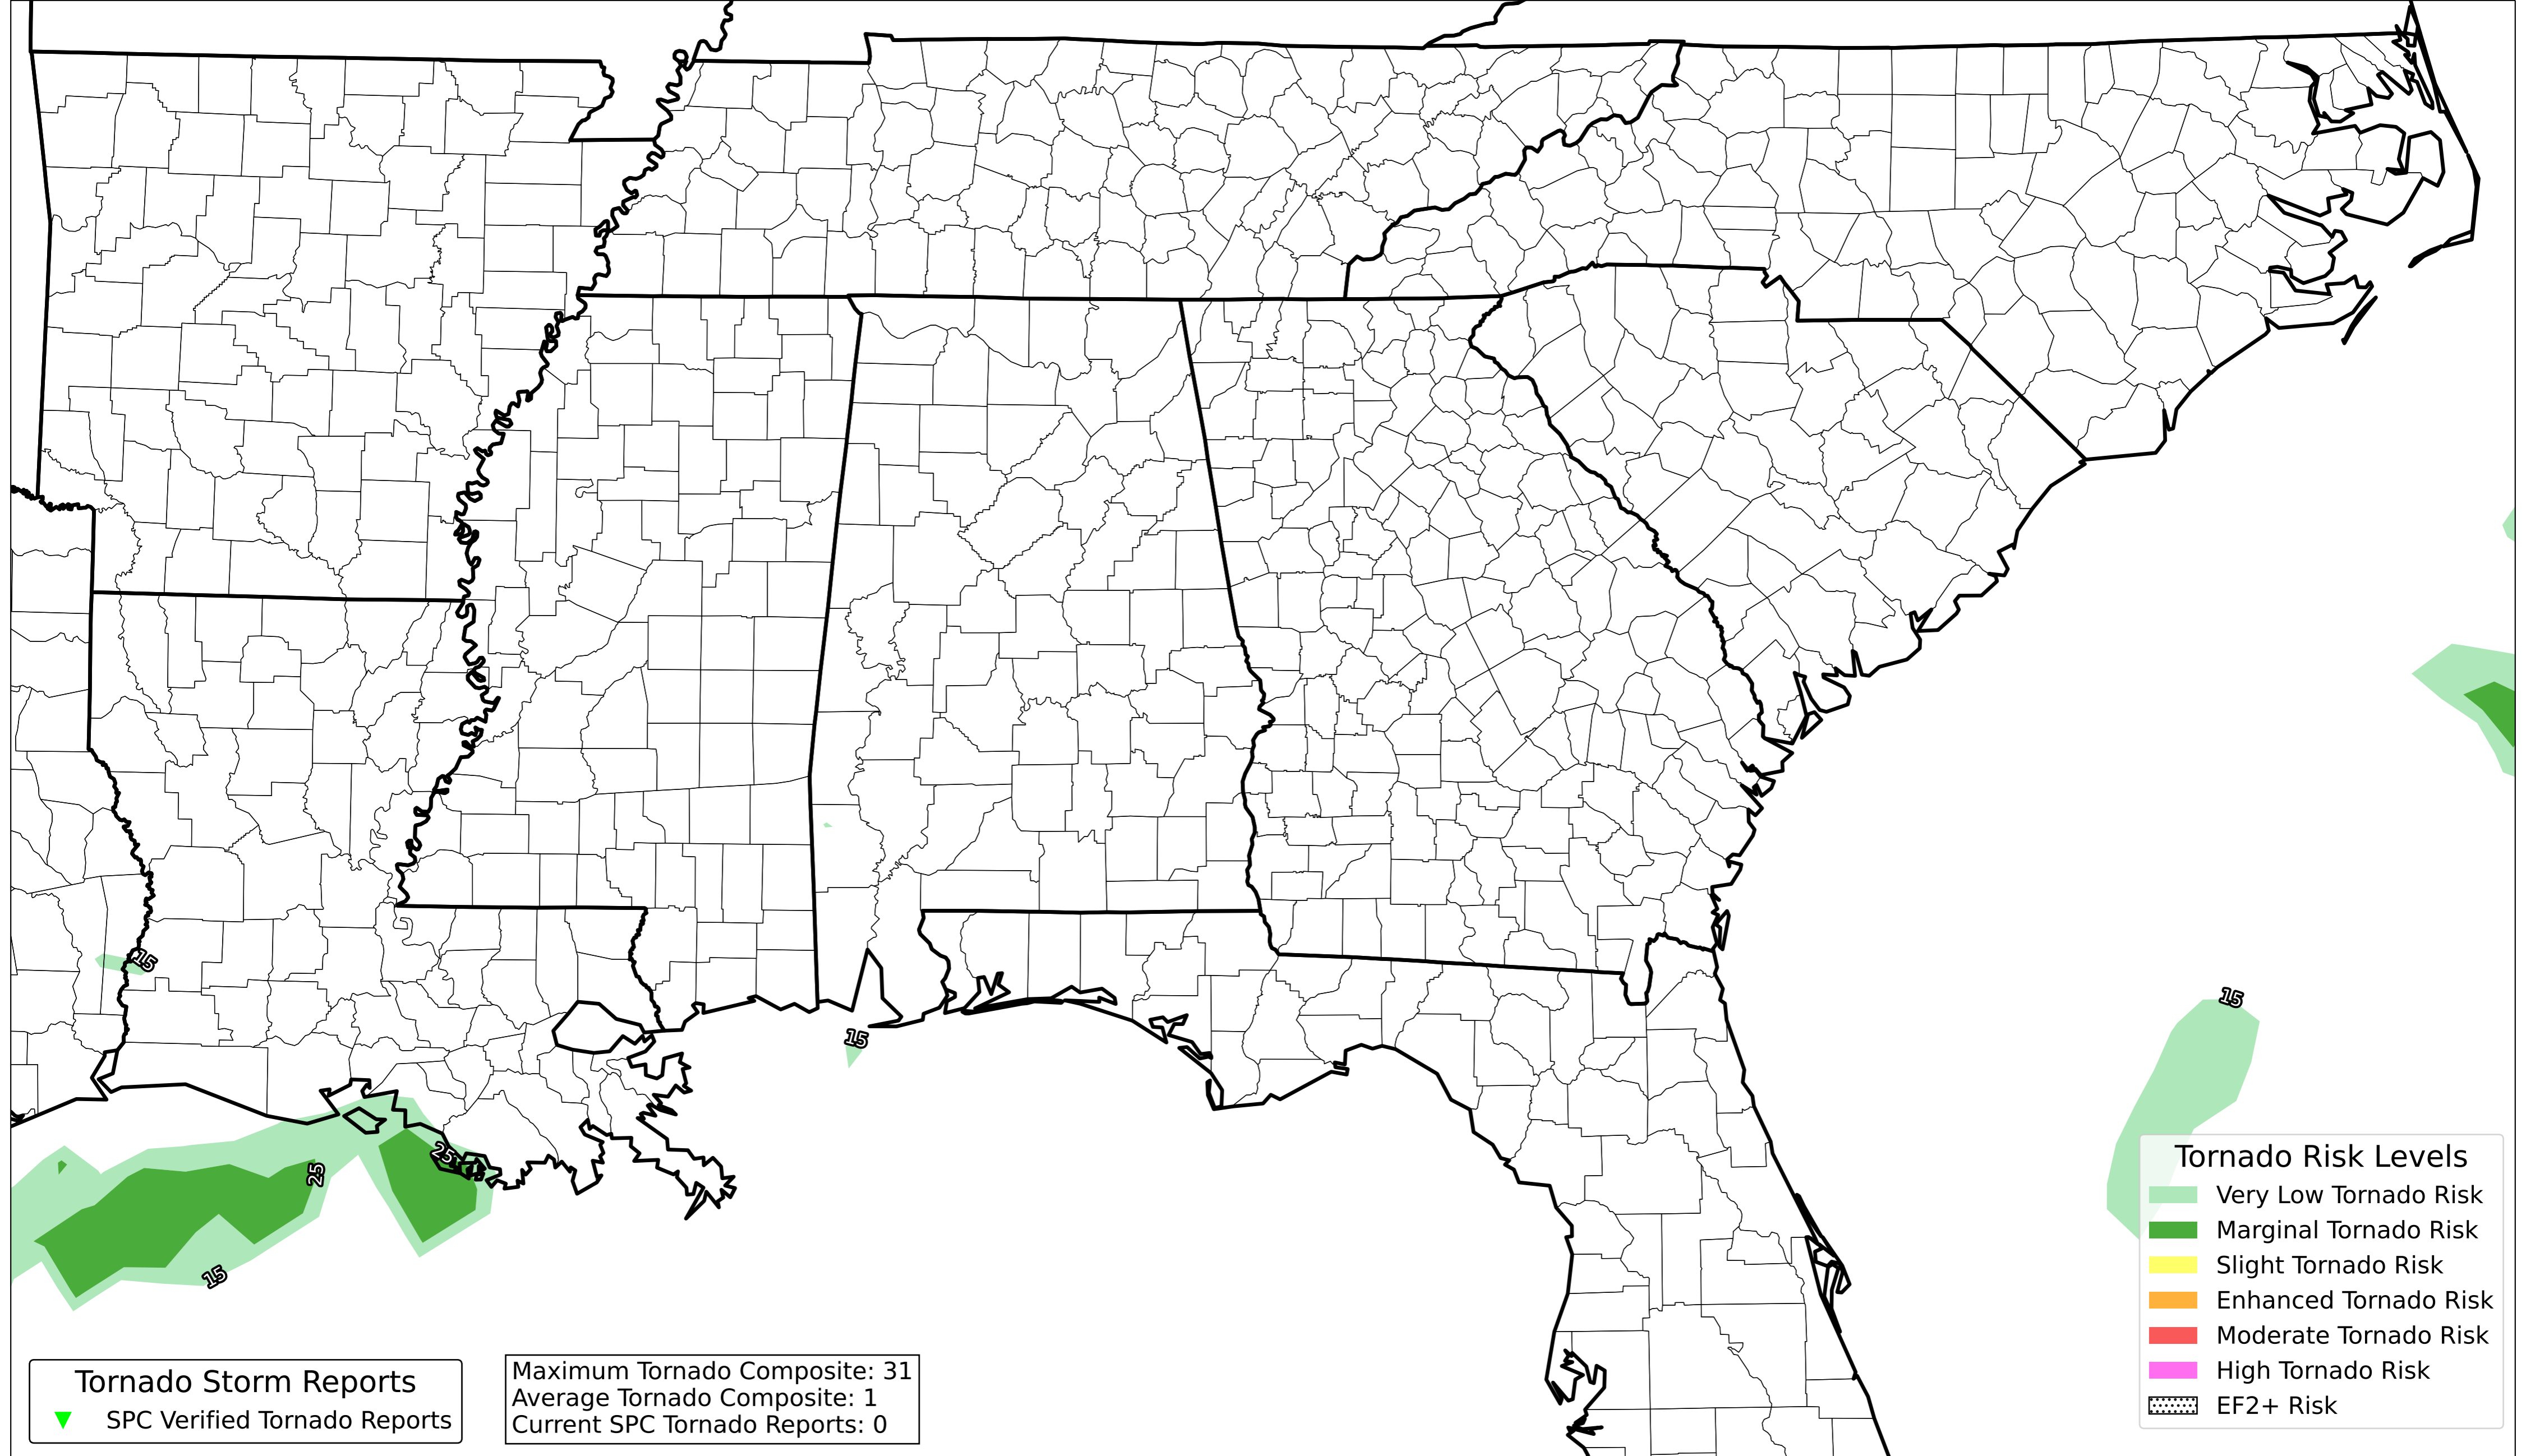 15
15
15
25
25
15
Tornado Risk Levels
Very Low Tornado Risk
Marginal Tornado Risk
Slight Tornado Risk
Enhanced Tornado Risk
Moderate Tornado Risk
High Tornado Risk
EF2+ Risk
Tornado Storm Reports
SPC Verified Tornado Reports
Maximum Tornado Composite: 31
Average Tornado Composite: 1
Current SPC Tornado Reports: 0